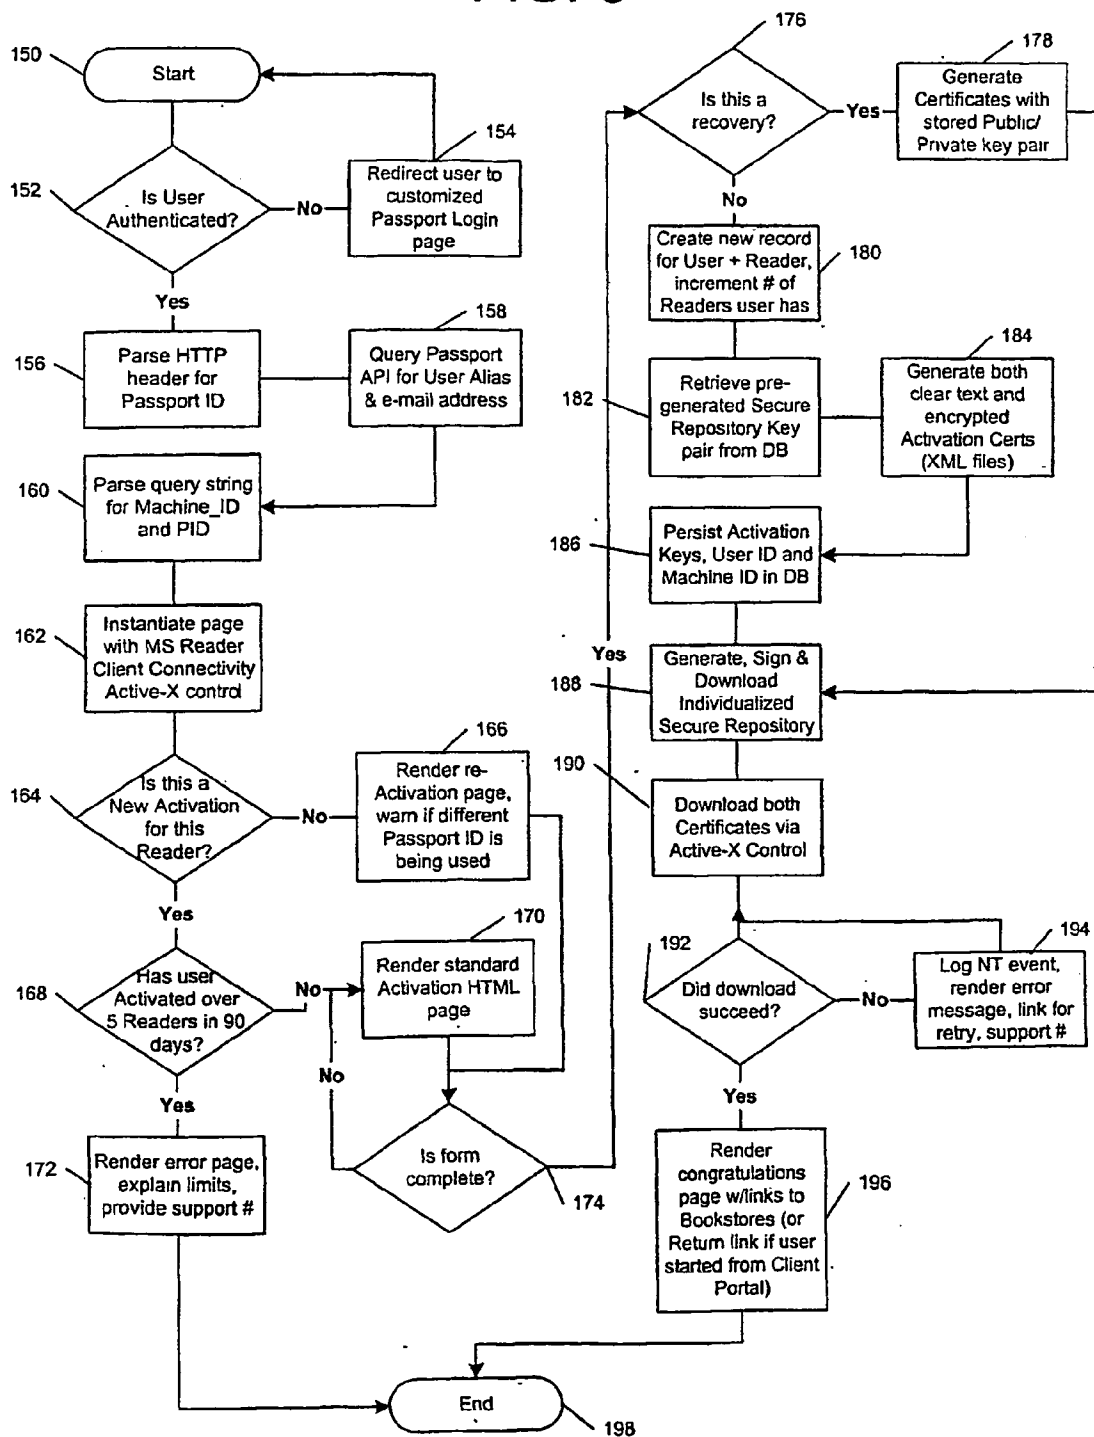 150
Start
154
Redirect user to
customized
Passport Login
page
152
Is User
Authenticated?
No
Yes
158
156
Parse HTTP
header for
Passport ID
Query Passport
API for User Alias
& e-mail address
160
Parse query string
for Machine_ID
and PID
162
Instantiate page
with MS Reader
Client Connectivity
Active-X control
166
164
Is this a
New Activation
for this
Reader?
No
Render re-
Activation page,
warn if different
Passport ID is
being used
Yes
170
168
Has user
Activated over
5 Readers in 90
days?
No
Render standard
Activation HTML
page
No
Yes
172
Render error page,
explain limits,
provide support #
Is form
complete?
174
Yes
176
Is this a
recovery?
Yes
178
Generate
Certificates with
stored Public/
Private key pair
No
Create new record
for User + Reader,
increment # of
Readers user has
180
182
Retrieve pre-
generated Secure
Repository Key
pair from DB
184
Generate both
clear text and
encrypted
Activation Certs
(XML files)
186
Persist Activation
Keys, User ID and
Machine ID in DB
188
Generate, Sign &
Download
Individualized
Secure Repository
190
Download both
Certificates via
Active-X Control
192
Did download
succeed?
No
194
Log NT event,
render error
message, link for
retry, support #
Yes
Render
congratulations
page w/links to
Bookstores (or
Return link if user
started from Client
Portal)
196
End
198